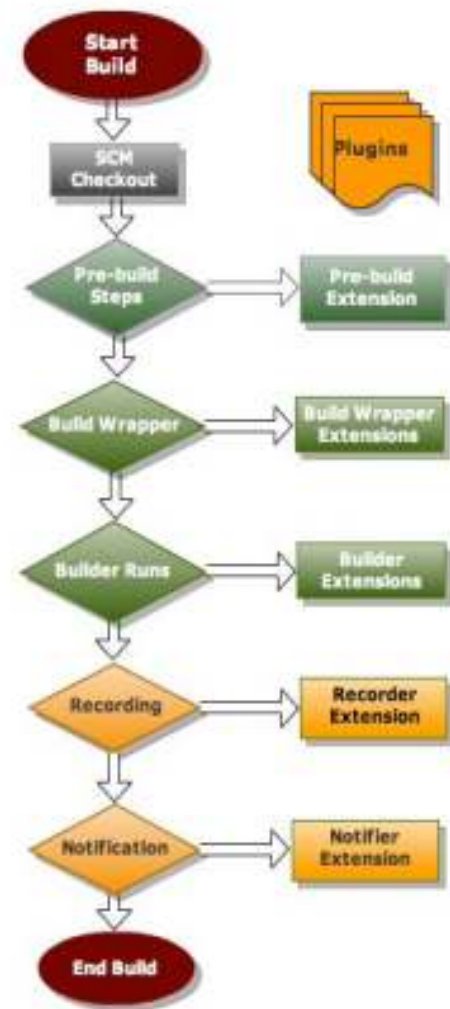 Start
Build
SCM
Checkout
Plugins
Pre-build
Steps
Pre-build
Extension
Build Wrapper
Build Wrapper
Extensions
Builder Runs
Builder
Extensions
Recording
Recorder
Extension
Notification
Notifier
Extension
End Build